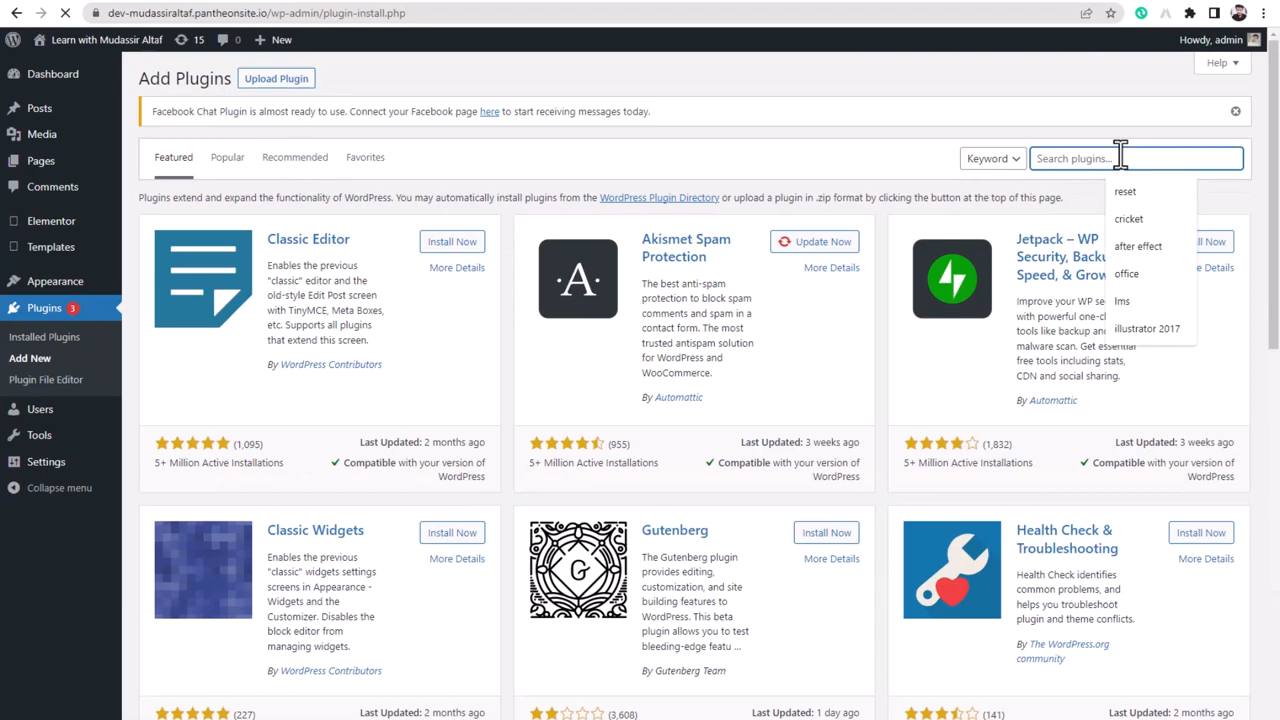 dev-mudassiraltaf.pantheonsite.io/wp-admin/plugin-install.php
Learn with Mudassir Altaf
15
0
New
Howdy, admin
Dashboard
Posts
Media
Pages
Comments
Elementor
Templates
Appearance
Plugins 3
Installed Plugins
Add New
Plugin File Editor
Users
Tools
Settings
Collapse menu
Help
Add Plugins
Upload Plugin
Facebook Chat Plugin is almost ready to use. Connect your Facebook page here to start receiving messages today.
Featured
Popular
Recommended
Favorites
Keyword
Search plugins...
reset
cricket
after effect
office
lms
illustrator 2017
Plugins extend and expand the functionality of WordPress. You may automatically install plugins from the WordPress Plugin Directory or upload a plugin in .zip format by clicking the button at the top of this page.
Classic Editor
Install Now
More Details
Enables the previous
"classic" editor and the
old-style Edit Post screen
with TinyMCE, Meta Boxes,
etc. Supports all plugins
that extend this screen.
By WordPress Contributors
(1,095)
Last Updated: 2 months ago
5+ Million Active Installations
Compatible with your version of
WordPress
Akismet Spam
Protection
Update Now
More Details
The best anti-spam
protection to block spam
comments and spam in a
contact form. The most
trusted antispam solution
for WordPress and
WooCommerce.
By Automattic
(955)
Last Updated: 3 weeks ago
5+ Million Active Installations
Compatible with your version of
WordPress
Jetpack – WP
Security, Backu
Speed, & Grow
Now
More Details
Improve your WP se
with powerful one-cl
tools like backup and
malware scan. Get essential
free tools including stats,
CDN and social sharing.
By Automattic
(1,832)
Last Updated: 3 weeks ago
5+ Million Active Installations
Compatible with your version of
WordPress
Classic Widgets
Install Now
More Details
Enables the previous
"classic" widgets settings
screens in Appearance -
Widgets and the
Customizer. Disables the
block editor from
managing widgets.
By WordPress Contributors
(227)
Last Updated: 2 months ago
Gutenberg
Install Now
More Details
The Gutenberg plugin
provides editing,
customization, and site
building features to
WordPress. This beta
plugin allows you to test
bleeding-edge featu ...
By Gutenberg Team
(3,608)
Last Updated: 1 day ago
Health Check &
Troubleshooting
Install Now
More Details
Health Check identifies
common problems, and
helps you troubleshoot
plugin and theme conflicts.
By The WordPress.org
community
(141)
Last Updated: 2 months ago